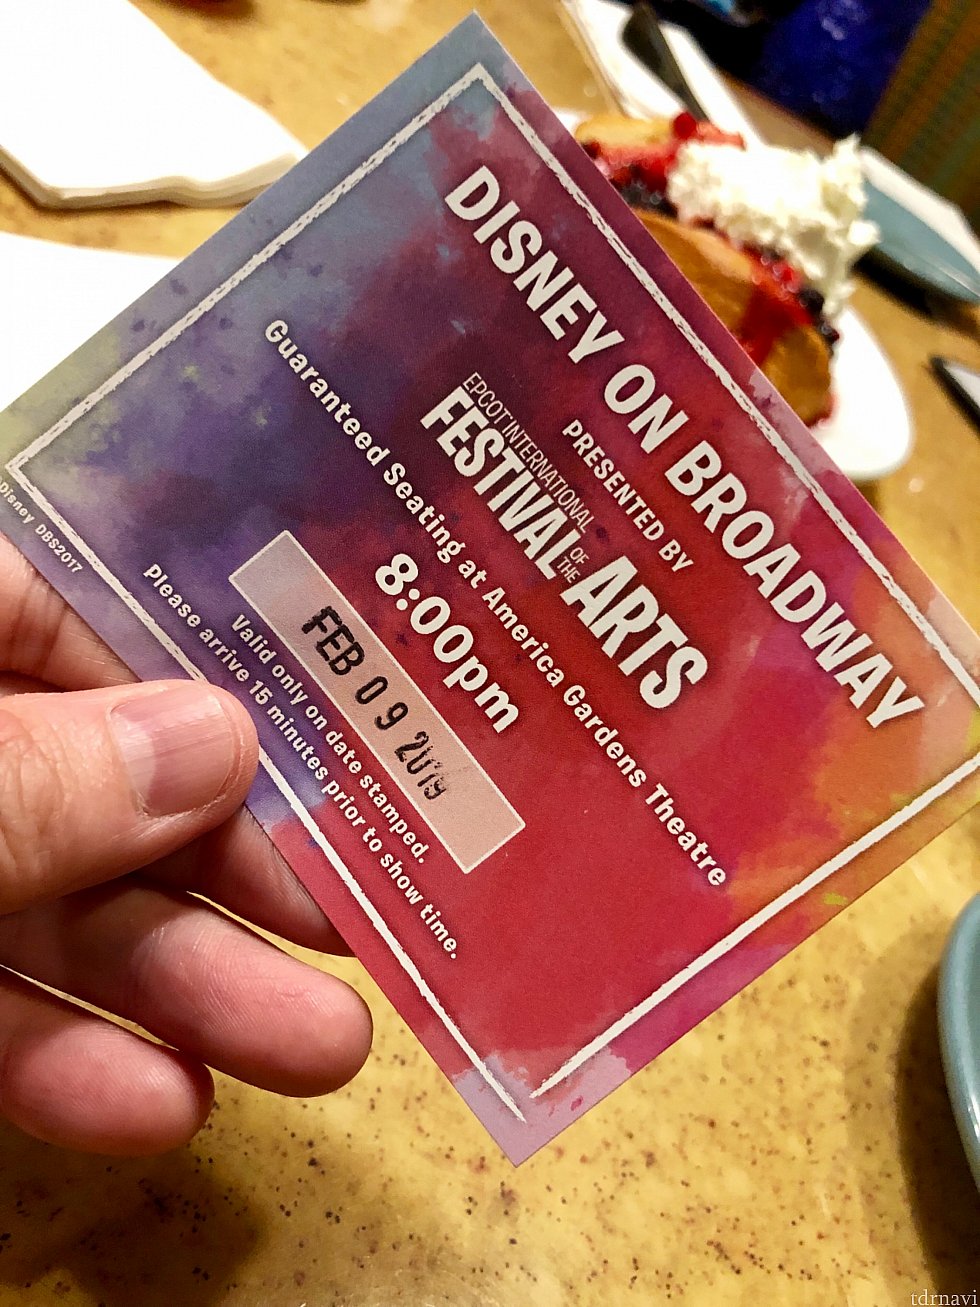 DISNEY ON BROADWAY
PRESENTED BY
EPCOT INTERNATIONAL
FESTIVAL OF THE ARTS
Guaranteed Seating at America Gardens Theatre
8:00pm
FEB 09 2019
Valid only on date stamped.
Please arrive 15 minutes prior to show time.
©Disney DBS2017
tdrnavi